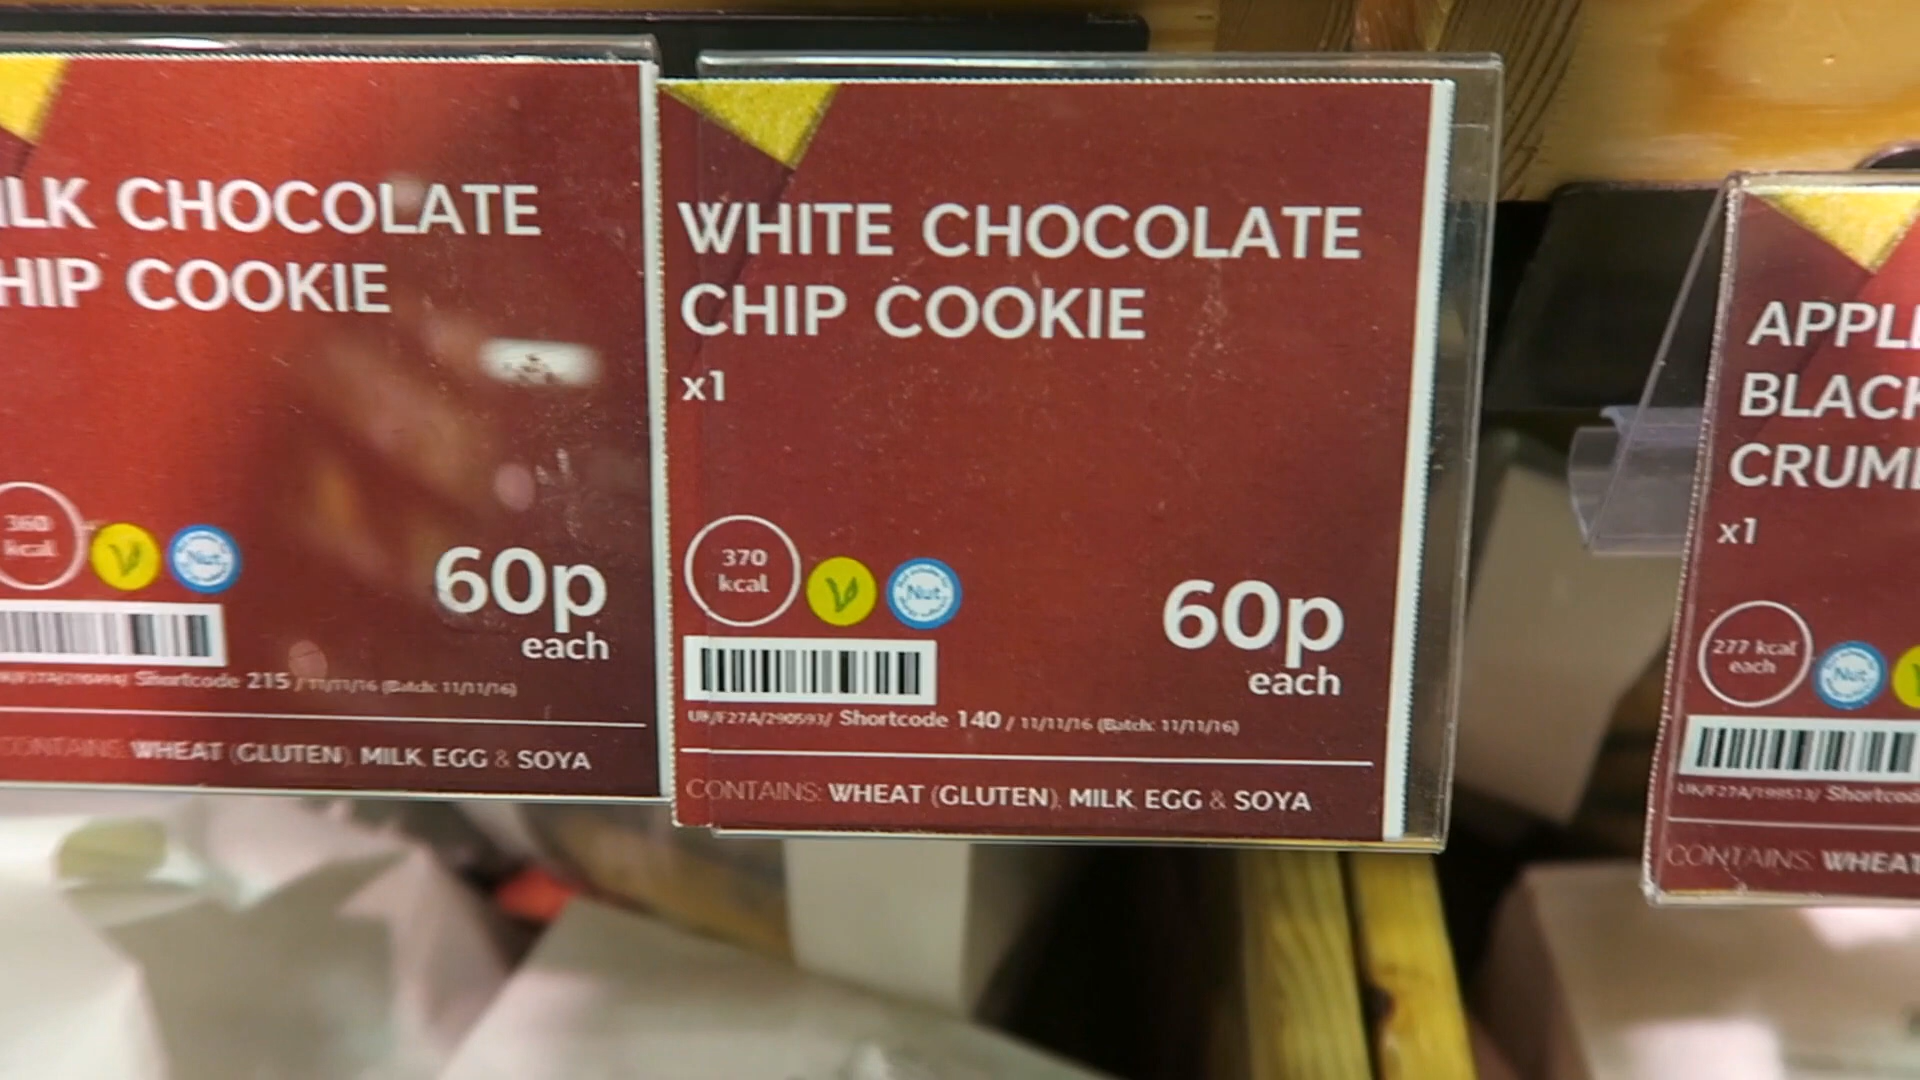 ILK CHOCOLATE
HIP COOKIE
360
kcal
Nut
60p
each
Shortcode 215 / 11/11/16 (Batch: 11/11/16)
CONTAINS: WHEAT (GLUTEN), MILK, EGG & SOYA
WHITE CHOCOLATE
CHIP COOKIE
x1
370
kcal
Nut
60p
each
UK/F27A/290593/ Shortcode 140 / 11/11/16 (Batch: 11/11/16)
CONTAINS: WHEAT (GLUTEN), MILK, EGG & SOYA
APPL
BLACK
CRUM
x1
277 kcal
each
Nut
Shortcod
CONTAINS: WHEAT